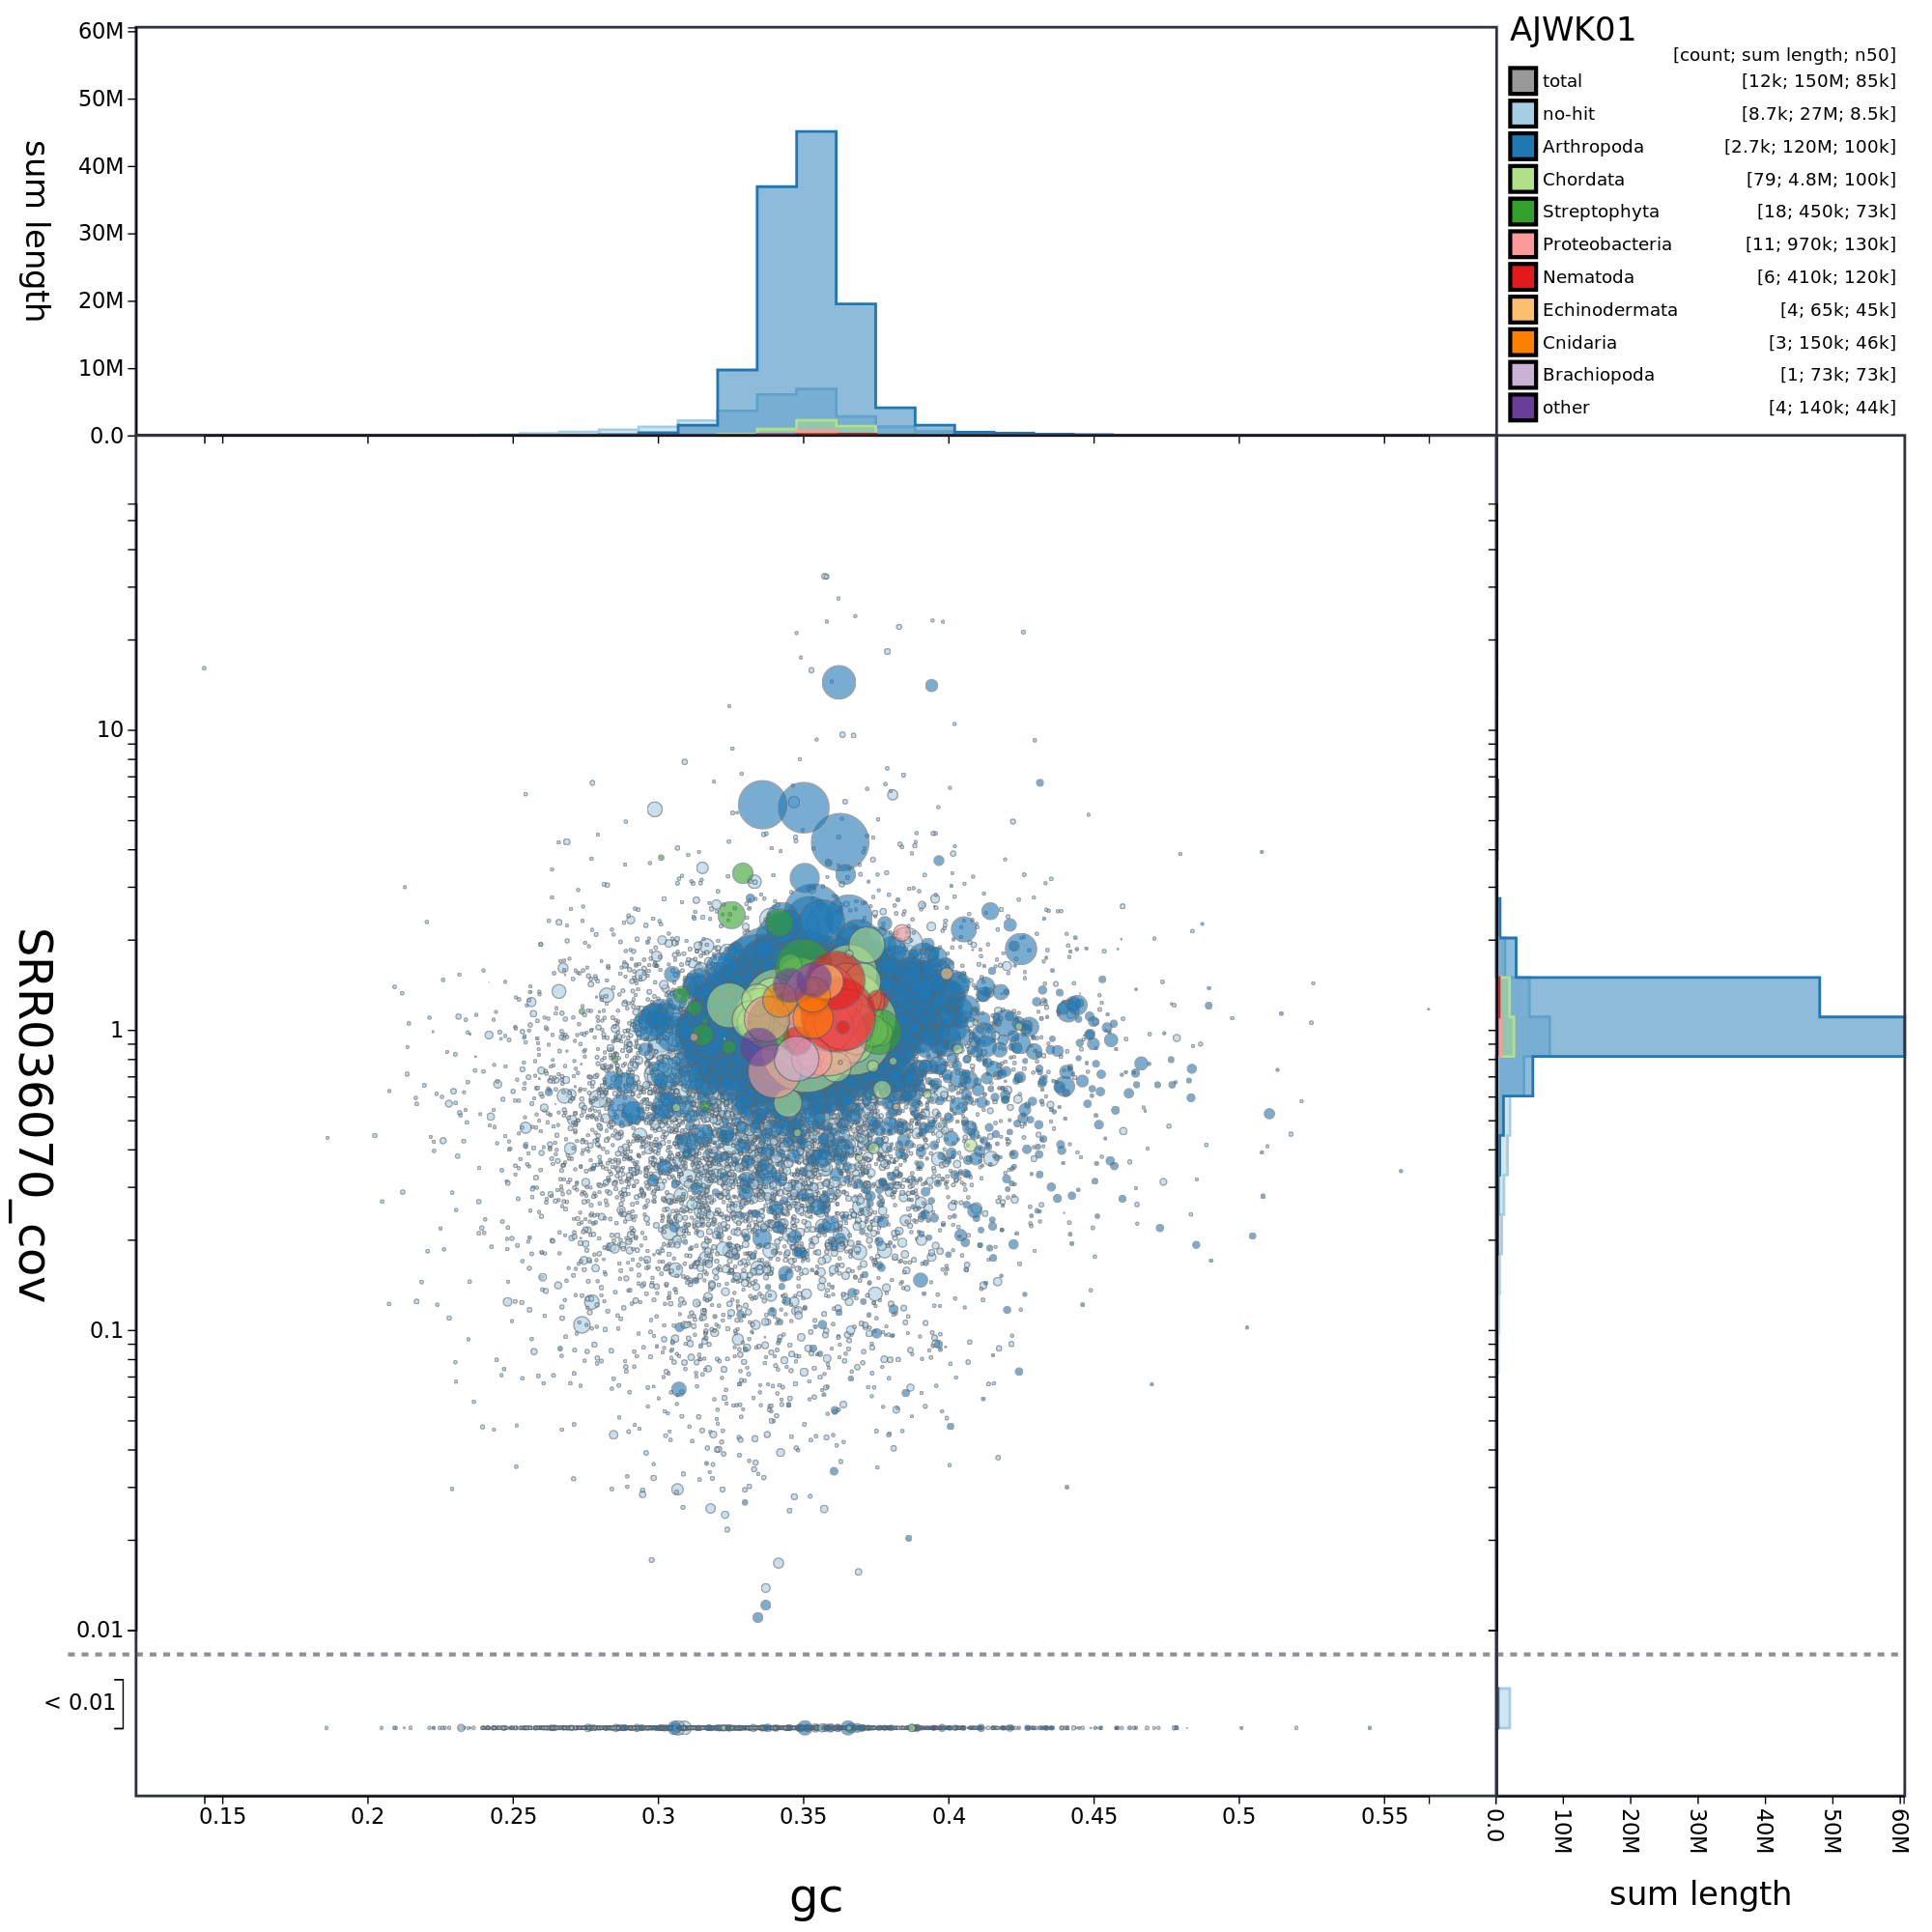 AJWK01
[count; sum length; n50]
total [12k; 150M; 85k]
no-hit [8.7k; 27M; 8.5k]
Arthropoda [2.7k; 120M; 100k]
Chordata [79; 4.8M; 100k]
Streptophyta [18; 450k; 73k]
Proteobacteria [11; 970k; 130k]
Nematoda [6; 410k; 120k]
Echinodermata [4; 65k; 45k]
Cnidaria [3; 150k; 46k]
Brachiopoda [1; 73k; 73k]
other [4; 140k; 44k]
60M
50M
40M
30M
20M
10M
0.0
sum length
10
1
0.1
0.01
< 0.01
SRR036070_cov
0.15 0.2 0.25 0.3 0.35 0.4 0.45 0.5 0.55
gc
0.0 10M 20M 30M 40M 50M 60M
sum length